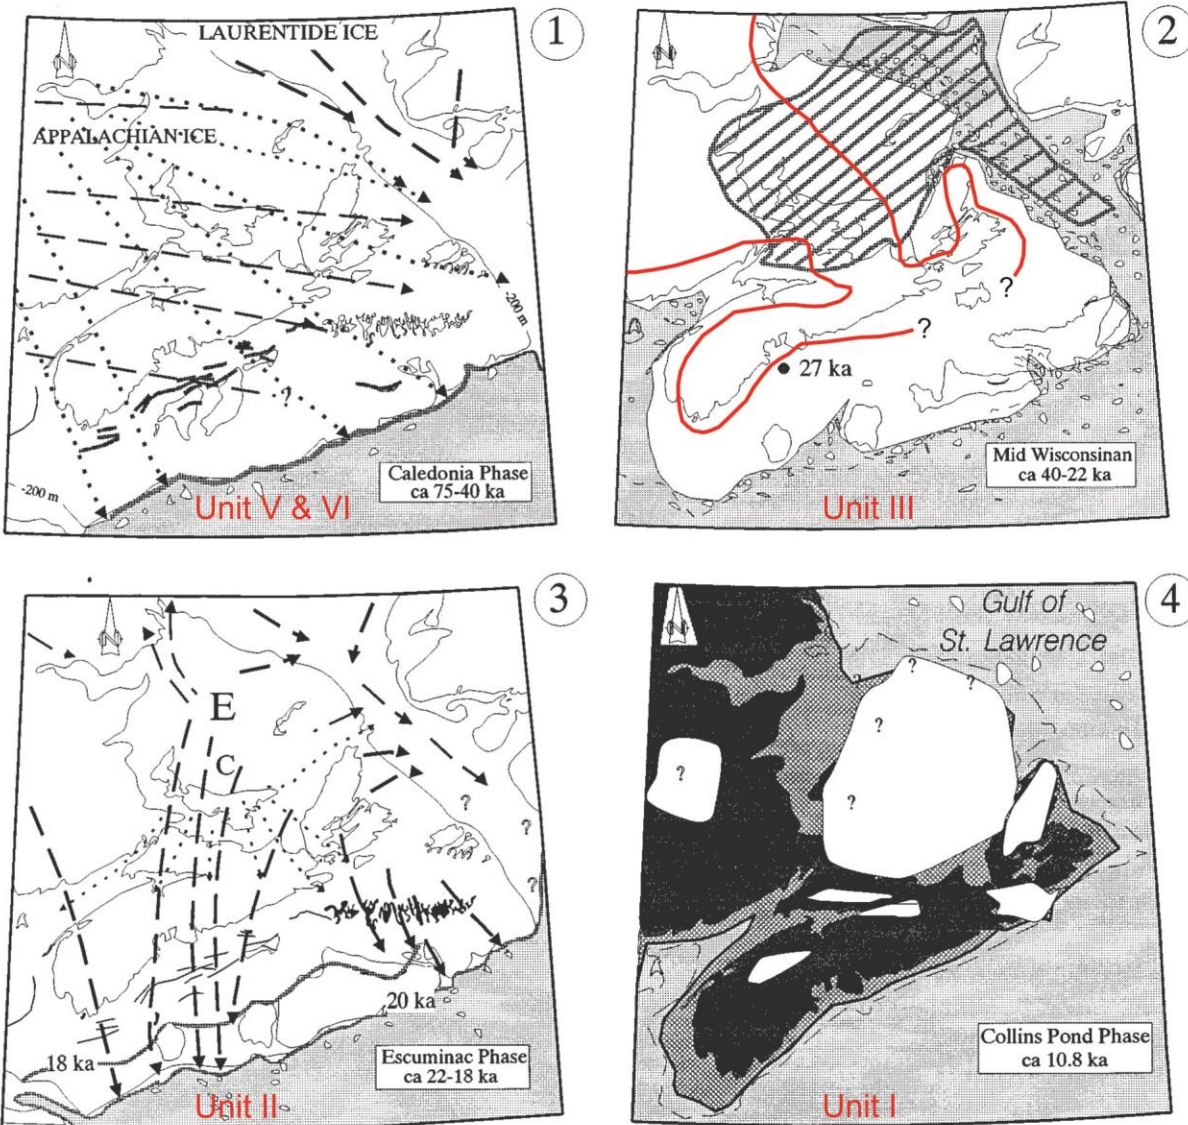 LAURENTIDE ICE
1
N
APPALACHIAN ICE
-200 m
?
-200 m
Caledonia Phase
ca 75-40 ka
Unit V & VI
2
N
?
?
27 ka
Mid Wisconsinan
ca 40-22 ka
Unit III
3
N
E
C
?
?
?
20 ka
18 ka
Escuminac Phase
ca 22-18 ka
Unit II
4
N
Gulf of
St. Lawrence
?
?
?
?
?
?
Collins Pond Phase
ca 10.8 ka
Unit I